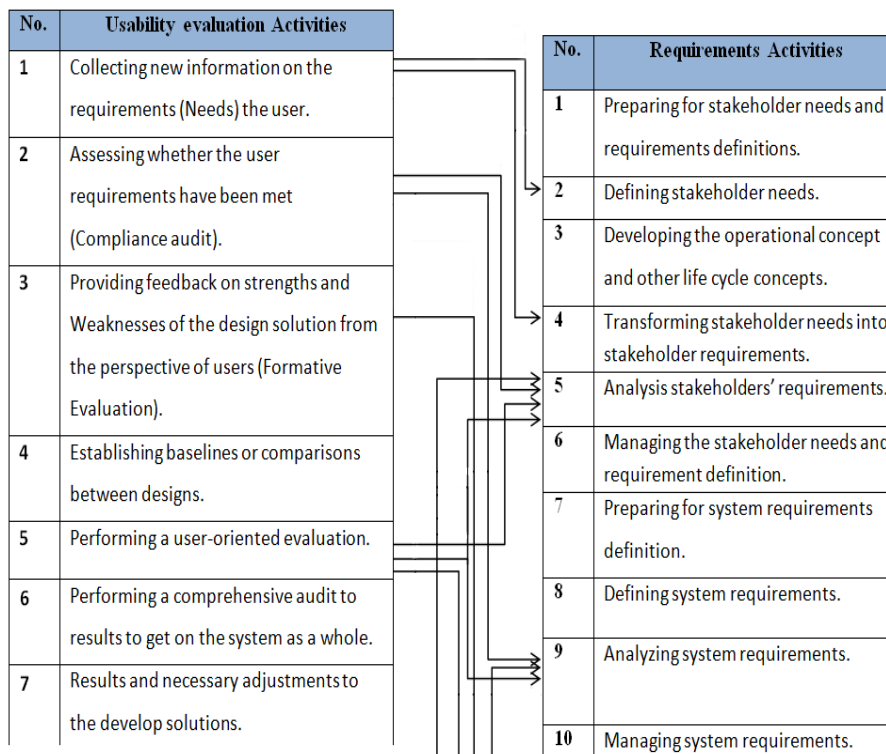 No. Usability evaluation Activities
1 Collecting new information on the
requirements (Needs) the user.
2 Assessing whether the user
requirements have been met
(Compliance audit).
3 Providing feedback on strengths and
Weaknesses of the design solution from
the perspective of users (Formative
Evaluation).
4 Establishing baselines or comparisons
between designs.
5 Performing a user-oriented evaluation.
6 Performing a comprehensive audit to
results to get on the system as a whole.
7 Results and necessary adjustments to
the develop solutions.
No. Requirements Activities
1 Preparing for stakeholder needs and
requirements definitions.
2 Defining stakeholder needs.
3 Developing the operational concept
and other life cycle concepts.
4 Transforming stakeholder needs into
stakeholder requirements.
5 Analysis stakeholders’ requirements.
6 Managing the stakeholder needs and
requirement definition.
7 Preparing for system requirements
definition.
8 Defining system requirements.
9 Analyzing system requirements.
10 Managing system requirements.